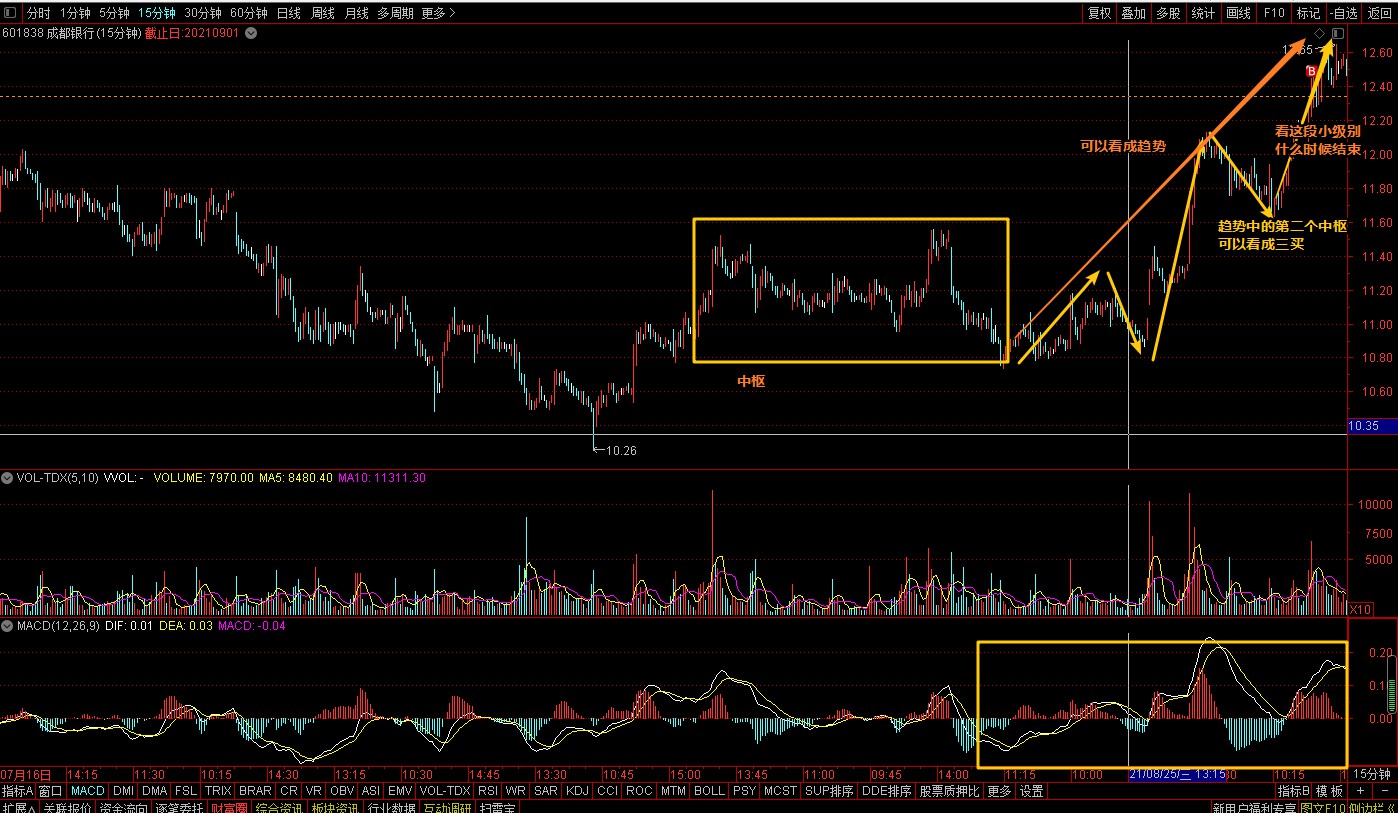 分时 1分钟 5分钟 15分钟 30分钟 60分钟 日线 周线 月线 多周期 更多 > 复权 叠加 多股 统计 画线 F10 标记 -自选 返回
601838 成都银行(15分钟) 截止日:20210901
12.60
B
12.40
12.20
看这段小级别
什么时候结束
可以看成趋势
12.00
11.80
11.60
趋势中的第二个中枢
可以看成三买
11.40
11.20
11.00
10.80
中枢
10.60
10.35
←10.26
VOL-TDX(5,10) VVOL: - VOLUME: 7970.00 MA5: 8480.40 MA10: 11311.30
10000
7500
5000
X10
MACD(12,26,9) DIF: 0.01 DEA: 0.03 MACD: -0.04
0.20
0.1
0.00
07月16日 14:15 11:30 10:15 14:30 13:15 10:30 14:45 13:30 10:45 15:00 13:45 11:00 09:45 14:00 11:15 10:00 21/08/25/三 13:15 10:15 15分钟
指标A 窗口 MACD DMI DMA FSL TRIX BRAR CR VR OBV ASI EMV VOL-TDX RSI WR SAR KDJ CCI ROC MTM BOLL PSY MCST SUP排序 DDE排序 股票质押比 更多 设置 指标B 模板 + -
扩展∧ 关联报价 资金流向 逐笔委托 财富圈 综合资讯 板块资讯 行业数据 互动调研 扫雷宝 新用户福利专享 图文F10 侧边栏 《